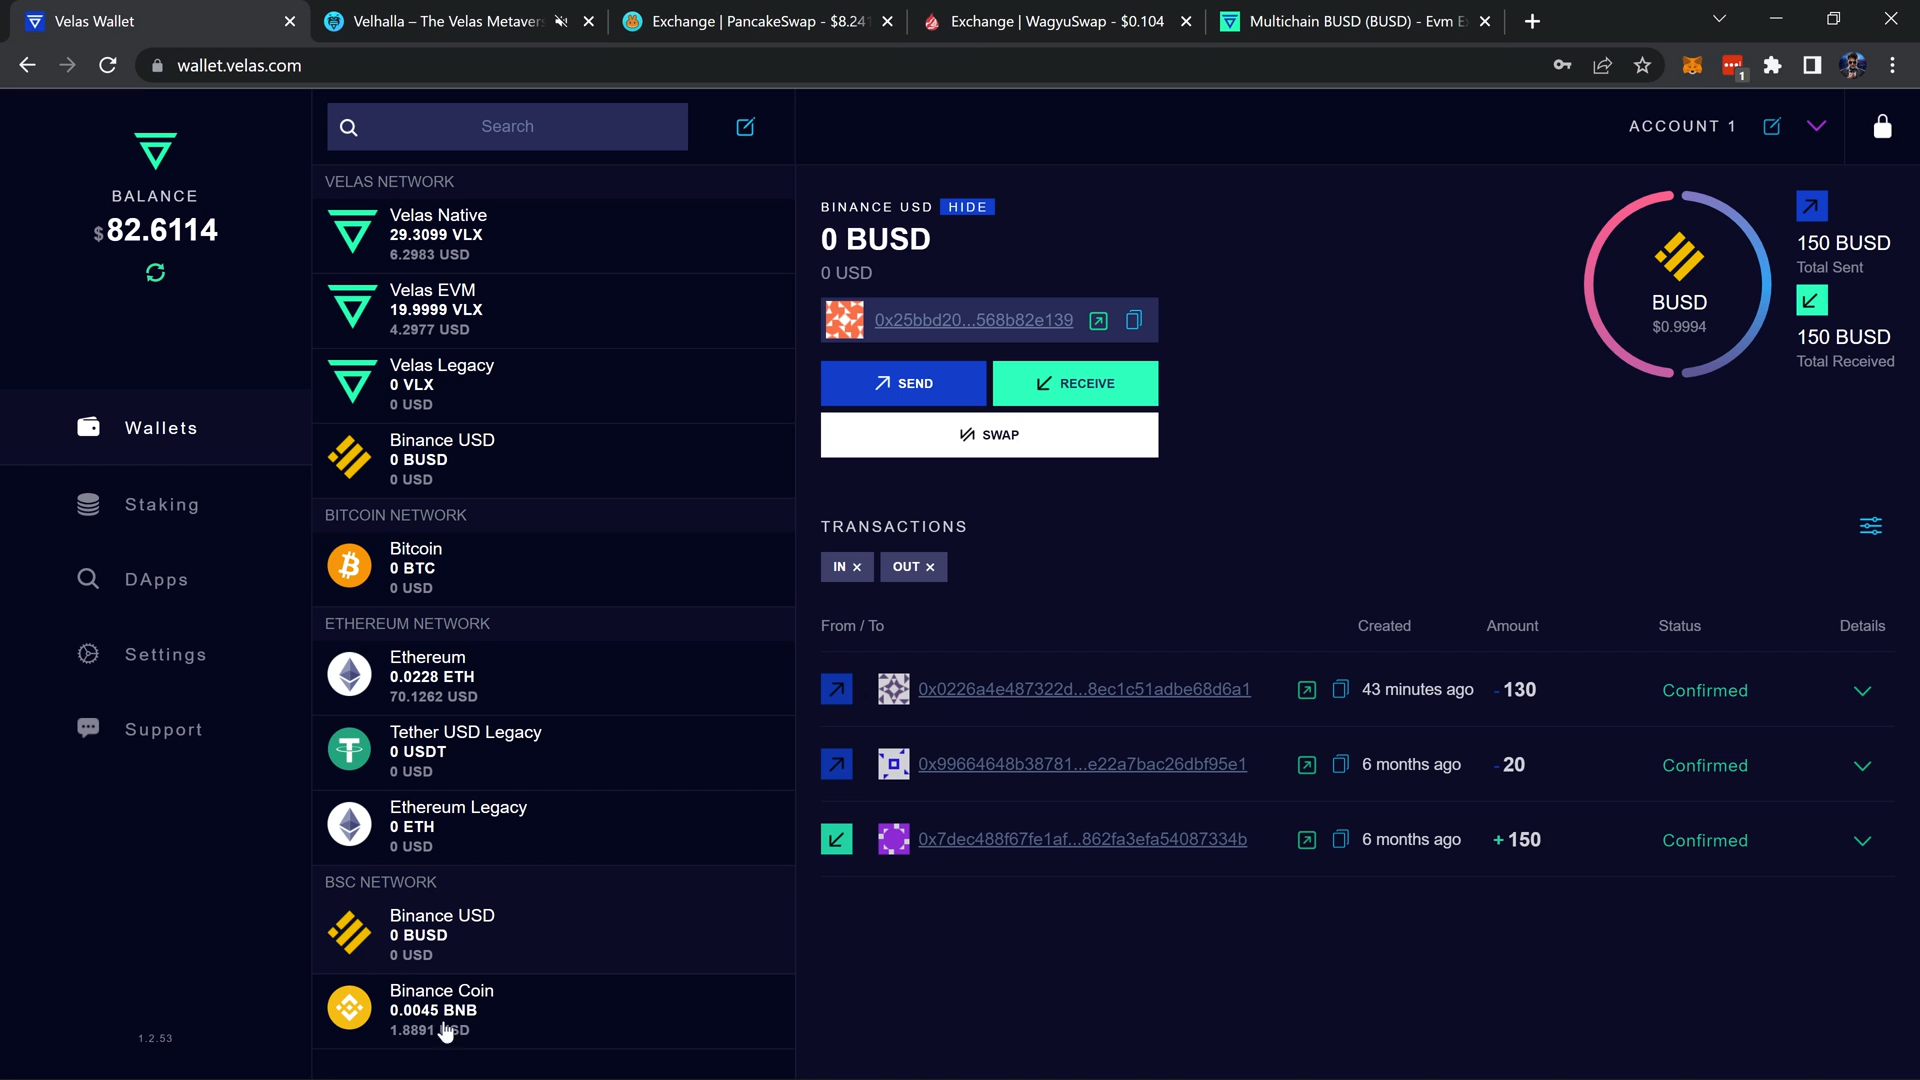 Velas Wallet
Velhalla – The Velas Metavers
Exchange | PancakeSwap - $8.241
Exchange | WagyuSwap - $0.104
Multichain BUSD (BUSD) - Evm E
wallet.velas.com
1
BALANCE
$82.6114
Wallets
Staking
DApps
Settings
Support
1.2.53
Search
VELAS NETWORK
Velas Native
29.3099 VLX
6.2983 USD
Velas EVM
19.9999 VLX
4.2977 USD
Velas Legacy
0 VLX
0 USD
Binance USD
0 BUSD
0 USD
BITCOIN NETWORK
Bitcoin
0 BTC
0 USD
ETHEREUM NETWORK
Ethereum
0.0228 ETH
70.1262 USD
Tether USD Legacy
0 USDT
0 USD
Ethereum Legacy
0 ETH
0 USD
BSC NETWORK
Binance USD
0 BUSD
0 USD
Binance Coin
0.0045 BNB
1.8891 USD
ACCOUNT 1
BINANCE USD HIDE
0 BUSD
0 USD
0x25bbd20...568b82e139
SEND
RECEIVE
SWAP
BUSD
$0.9994
150 BUSD
Total Sent
150 BUSD
Total Received
TRANSACTIONS
IN × OUT ×
From / To Created Amount Status Details
0x0226a4e487322d...8ec1c51adbe68d6a1 43 minutes ago - 130 Confirmed
0x99664648b38781...e22a7bac26dbf95e1 6 months ago - 20 Confirmed
0x7dec488f67fe1af...862fa3efa54087334b 6 months ago + 150 Confirmed